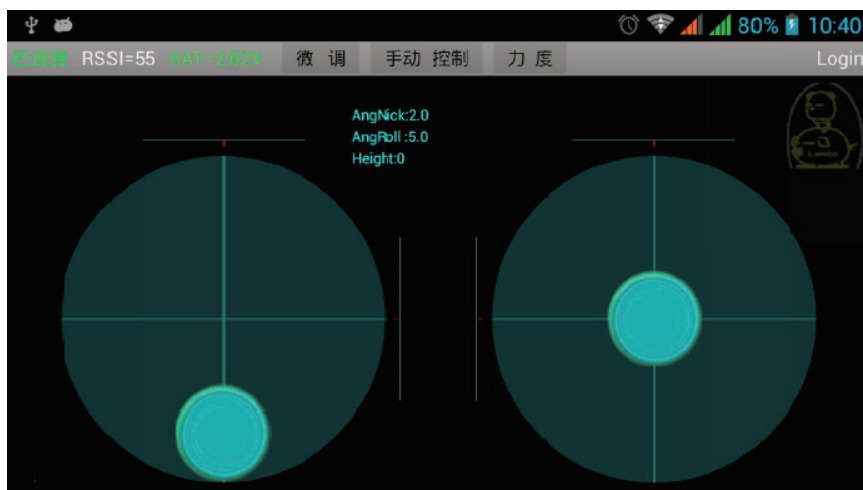 80% 10:40
已连接 RSSI=55 BAT=2.62V 微 调 手动 控制 力 度 Login
AngNick:2.0
AngRoll :5.0
Height:0